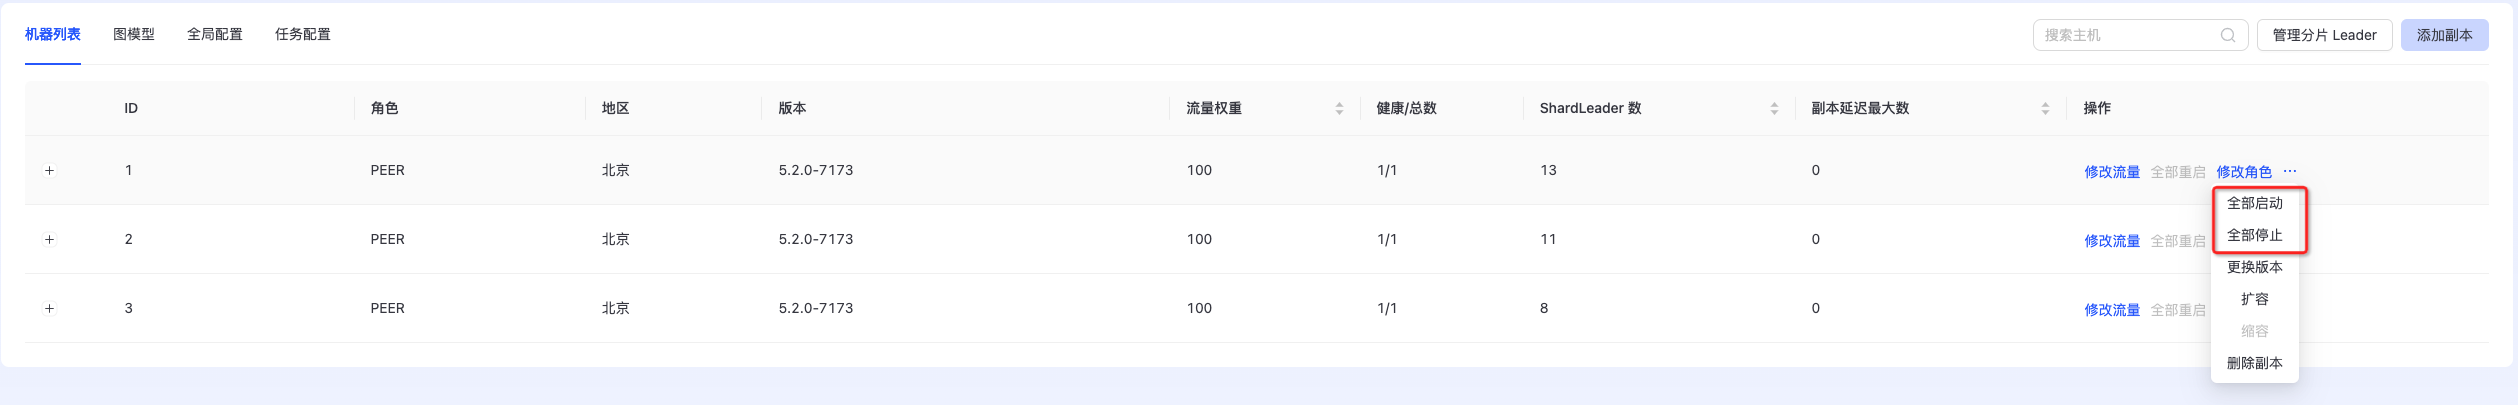 机器列表 图模型 全局配置 任务配置 搜索主机 管理分片 Leader 添加副本
ID 角色 地区 版本 流量权重 健康/总数 ShardLeader 数 副本延迟最大数 操作
1 PEER 北京 5.2.0-7173 100 1/1 13 0 修改流量 全部重启 修改角色 ···
全部启动
全部停止
2 PEER 北京 5.2.0-7173 100 1/1 11 0 修改流量 全部重启
更换版本
扩容
3 PEER 北京 5.2.0-7173 100 1/1 8 0 修改流量 全部重启
缩容
删除副本